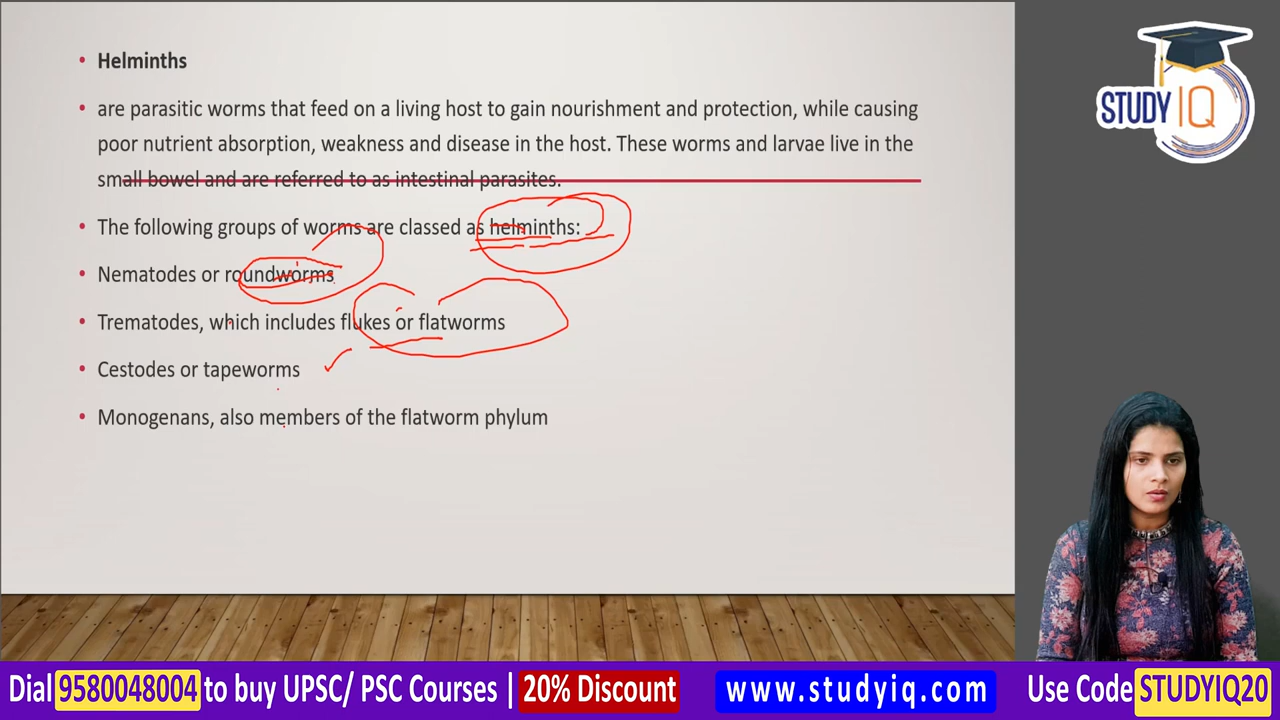 Helminths
are parasitic worms that feed on a living host to gain nourishment and protection, while causing
poor nutrient absorption, weakness and disease in the host. These worms and larvae live in the
small bowel and are referred to as intestinal parasites.
The following groups of worms are classed as helminths:
Nematodes or roundworms
Trematodes, which includes flukes or flatworms
Cestodes or tapeworms
Monogenans, also members of the flatworm phylum
STUDY IQ
Dial 9580048004 to buy UPSC/ PSC Courses | 20% Discount www.studyiq.com Use Code STUDYIQ20